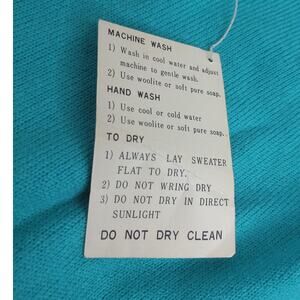 MACHINE WASH
1) Wash in cool water and adjust
machine to gentle wash.
2) Use woolite or soft pure soap.
HAND WASH
1) Use cool or cold water
2) Use woolite or soft pure soap.
TO DRY
1) ALWAYS LAY SWEATER
FLAT TO DRY.
2) DO NOT WRING DRY
3) DO NOT DRY IN DIRECT
SUNLIGHT
DO NOT DRY CLEAN